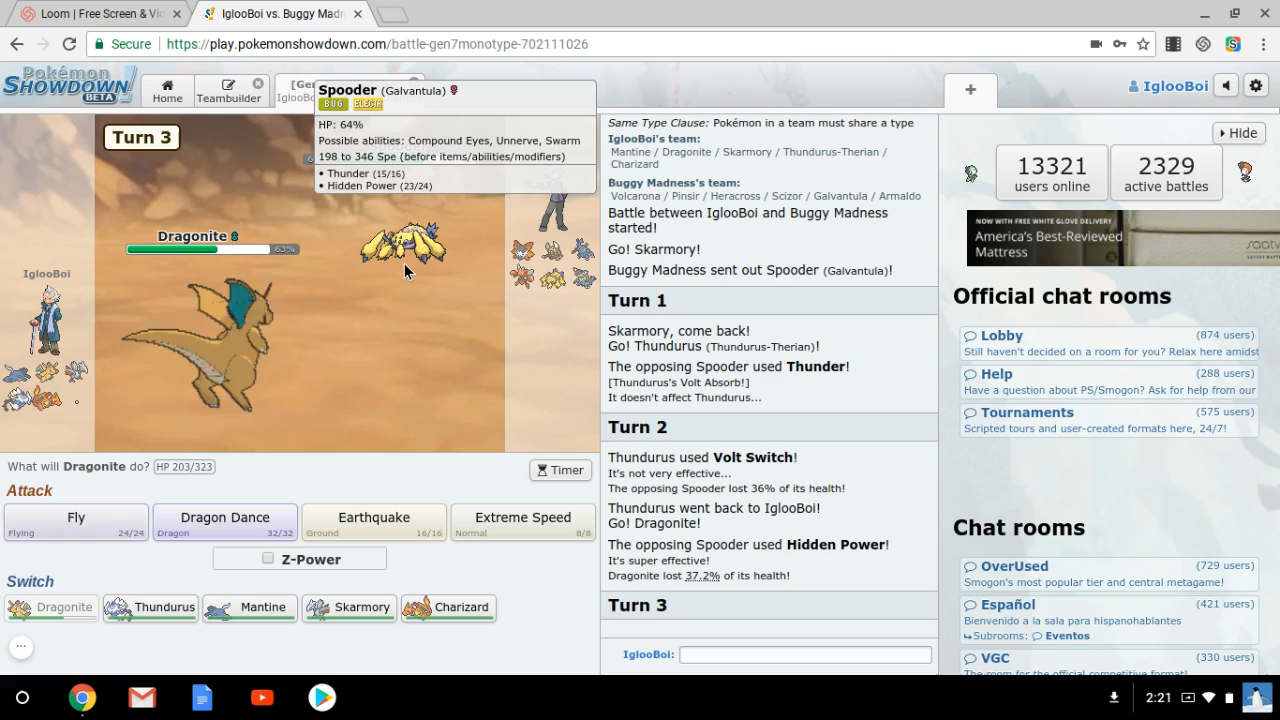 Loom | Free Screen & Vid
IglooBoi vs. Buggy Madn
Secure
https://play.pokemonshowdown.com/battle-gen7monotype-702111026
Pokémon
SHOWDOWN
BETA
Home
Teambuilder
[Gen
IglooBo
IglooBoi
Spooder (Galvantula)
BUG ELECTR
HP: 64%
Possible abilities: Compound Eyes, Unnerve, Swarm
198 to 346 Spe (before items/abilities/modifiers)
• Thunder (15/16)
• Hidden Power (23/24)
Turn 3
Dragonite
63%
IglooBoi
What will Dragonite do? HP 203/323
Timer
Attack
Fly
Flying 24/24
Dragon Dance
Dragon 32/32
Earthquake
Ground 16/16
Extreme Speed
Normal 8/8
Z-Power
Switch
Dragonite
Thundurus
Mantine
Skarmory
Charizard
Same Type Clause: Pokémon in a team must share a type
IglooBoi's team:
Mantine / Dragonite / Skarmory / Thundurus-Therian /
Charizard
Buggy Madness's team:
Volcarona / Pinsir / Heracross / Scizor / Galvantula / Armaldo
Battle between IglooBoi and Buggy Madness
started!
Go! Skarmory!
Buggy Madness sent out Spooder (Galvantula)!
Turn 1
Skarmory, come back!
Go! Thundurus (Thundurus-Therian)!
The opposing Spooder used Thunder!
[Thundurus's Volt Absorb!]
It doesn't affect Thundurus...
Turn 2
Thundurus used Volt Switch!
It's not very effective...
The opposing Spooder lost 36% of its health!
Thundurus went back to IglooBoi!
Go! Dragonite!
The opposing Spooder used Hidden Power!
It's super effective!
Dragonite lost 37.2% of its health!
Turn 3
IglooBoi:
Hide
13321
users online
2329
active battles
NOW WITH FREE WHITE GLOVE DELIVERY
America's Best-Reviewed
Mattress
saatv
Official chat rooms
Lobby (874 users)
Still haven't decided on a room for you? Relax here amidst
Help (288 users)
Have a question about PS/Smogon? Ask for help from our
Tournaments (575 users)
Scripted tours and user-created formats here, 24/7!
Chat rooms
OverUsed (729 users)
Smogon's most popular tier and central metagame!
Español (421 users)
Bienvenido a la sala para hispanohablantes
Subrooms: Eventos
VGC (330 users)
The room for the official competitive format!
2:21